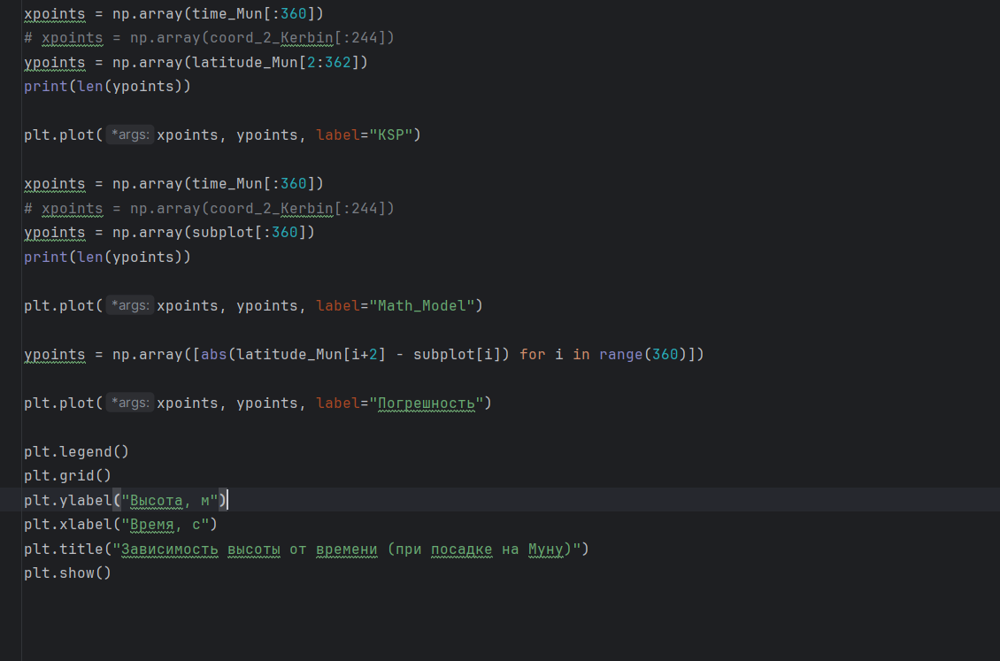 xpoints = np.array(time_Mun[:360])
# xpoints = np.array(coord_2_Kerbin[:244])
ypoints = np.array(latitude_Mun[2:362])
print(len(ypoints))
plt.plot( *args: xpoints, ypoints, label="KSP")
xpoints = np.array(time_Mun[:360])
# xpoints = np.array(coord_2_Kerbin[:244])
ypoints = np.array(subplot[:360])
print(len(ypoints))
plt.plot( *args: xpoints, ypoints, label="Math_Model")
ypoints = np.array([abs(latitude_Mun[i+2] - subplot[i]) for i in range(360)])
plt.plot( *args: xpoints, ypoints, label="Погрешность")
plt.legend()
plt.grid()
plt.ylabel("Высота, м")
plt.xlabel("Время, с")
plt.title("Зависимость высоты от времени (при посадке на Муну)")
plt.show()